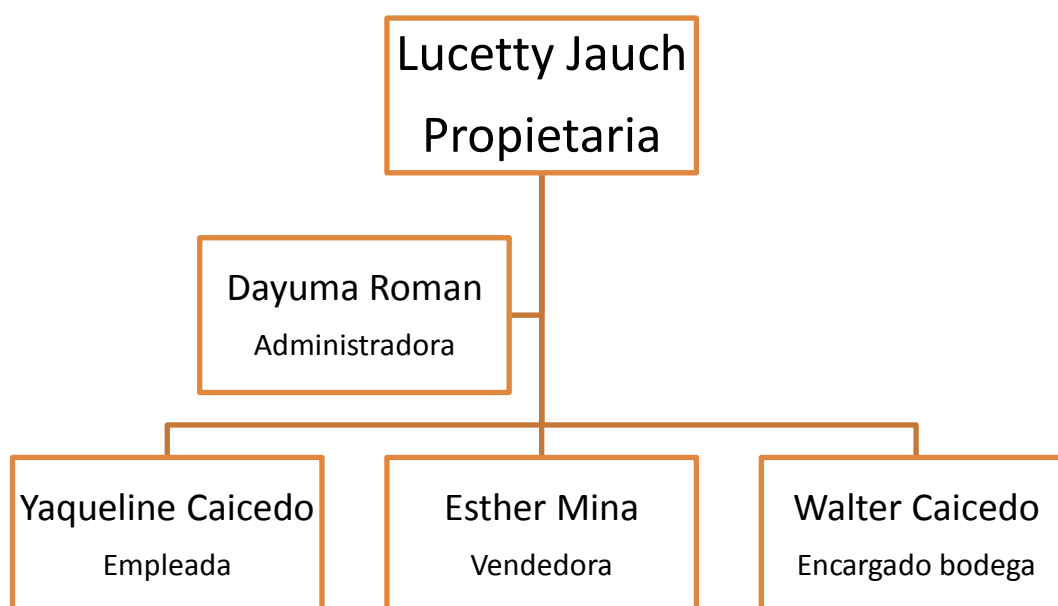 Lucetty Jauch
Propietaria
Dayuma Roman
Administradora
Yaqueline Caicedo
Empleada
Esther Mina
Vendedora
Walter Caicedo
Encargado bodega